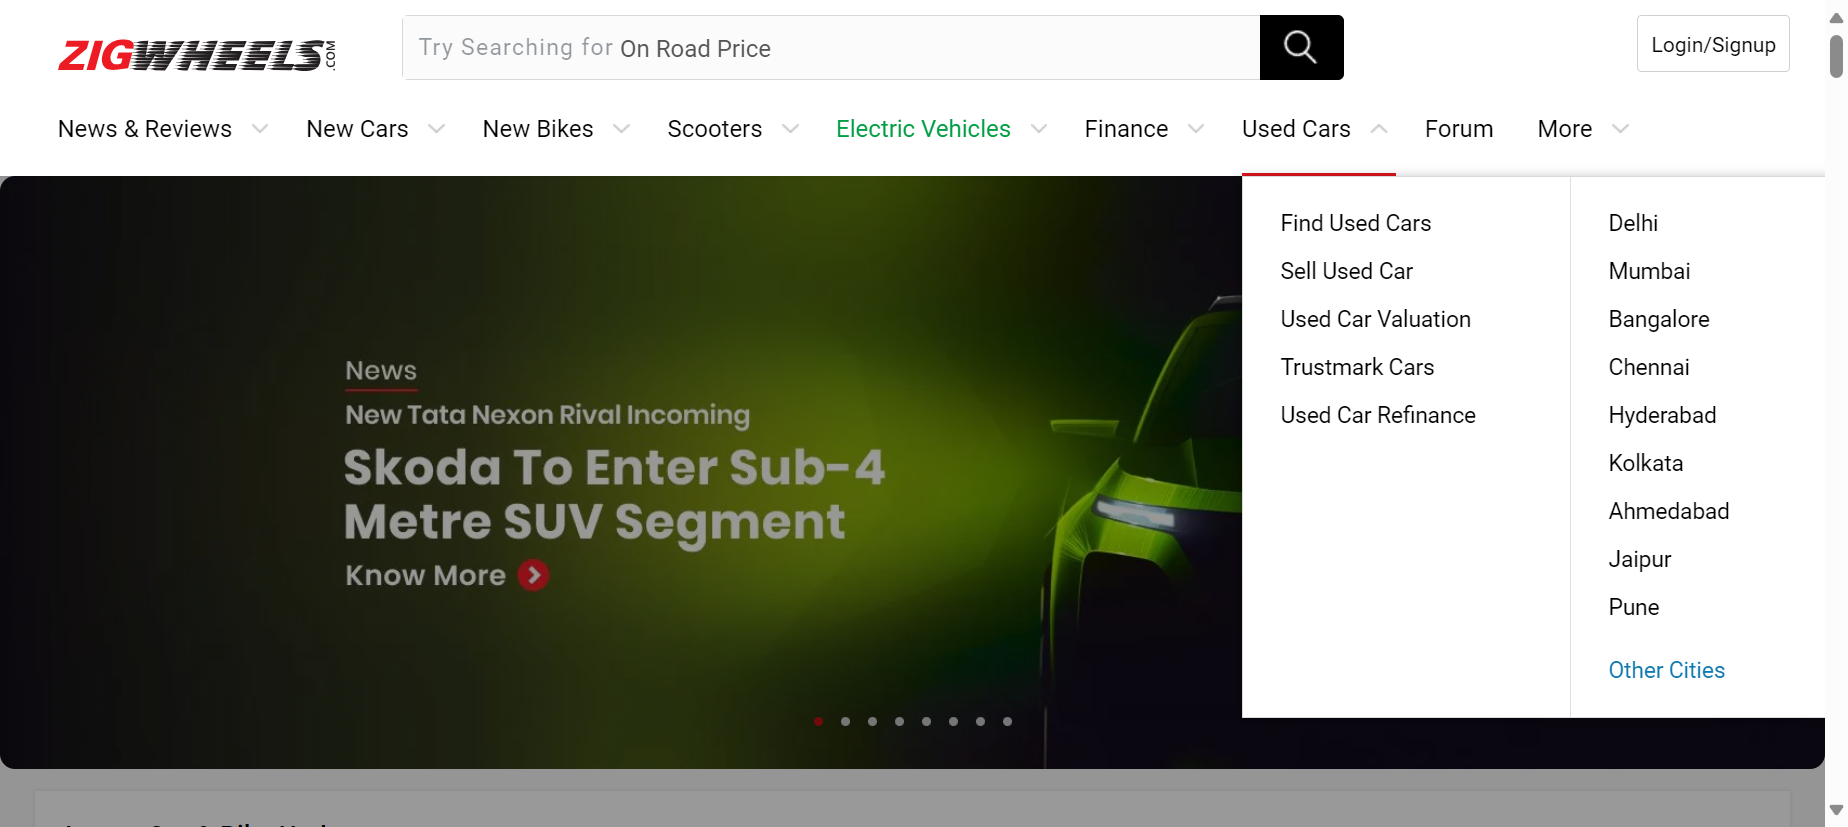 ZIGWHEELS.COM
Try Searching for On Road Price
Login/Signup
News & Reviews
New Cars
New Bikes
Scooters
Electric Vehicles
Finance
Used Cars
Forum
More
Find Used Cars
Sell Used Car
Used Car Valuation
Trustmark Cars
Used Car Refinance
Delhi
Mumbai
Bangalore
Chennai
Hyderabad
Kolkata
Ahmedabad
Jaipur
Pune
Other Cities
News
New Tata Nexon Rival Incoming
Skoda To Enter Sub-4
Metre SUV Segment
Know More